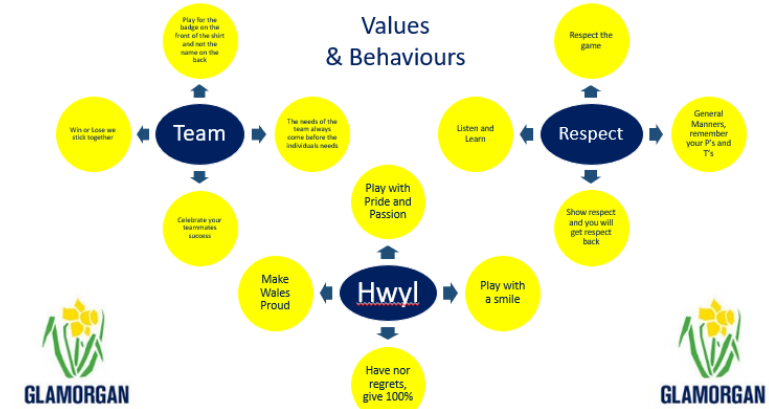 Values
& Behaviours
Play for the
badge on the
front of the shirt
and not the
name on the
back
Win or Lose we
stick together
Team
The needs of the
team always
come before the
individuals needs
Celebrate your
teammates
success
Respect the
game
Listen and
Learn
Respect
General
Manners,
remember
your P's and
T's
Show respect
and you will
get respect
back
Play with
Pride and
Passion
Make
Wales
Proud
Hwyl
Play with
a smile
Have nor
regrets,
give 100%
GLAMORGAN
GLAMORGAN